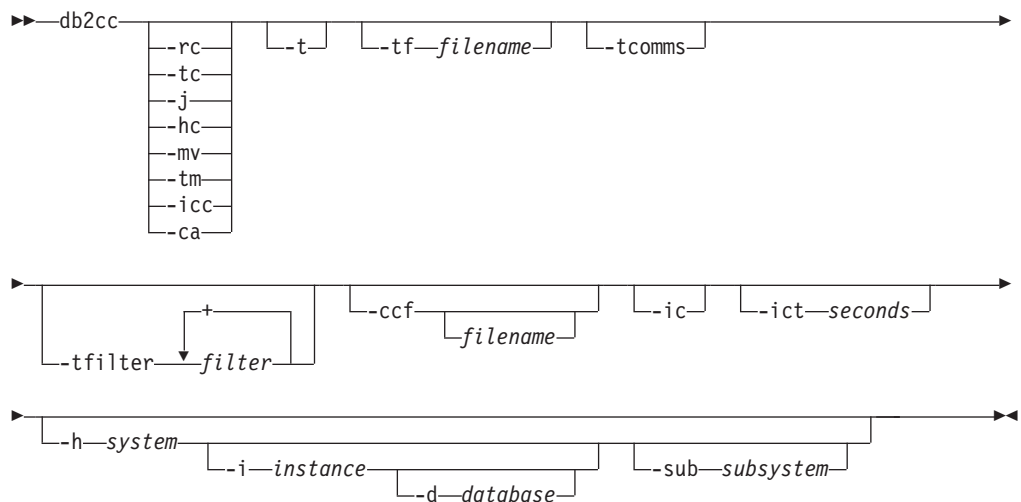 db2cc
-rc
-tc
-j
-hc
-mv
-tm
-icc
-ca
-t
-tf filename
-tcomms
-tfilter
+
filter
-ccf
filename
-ic
-ict seconds
-h system
-i instance
-d database
-sub subsystem